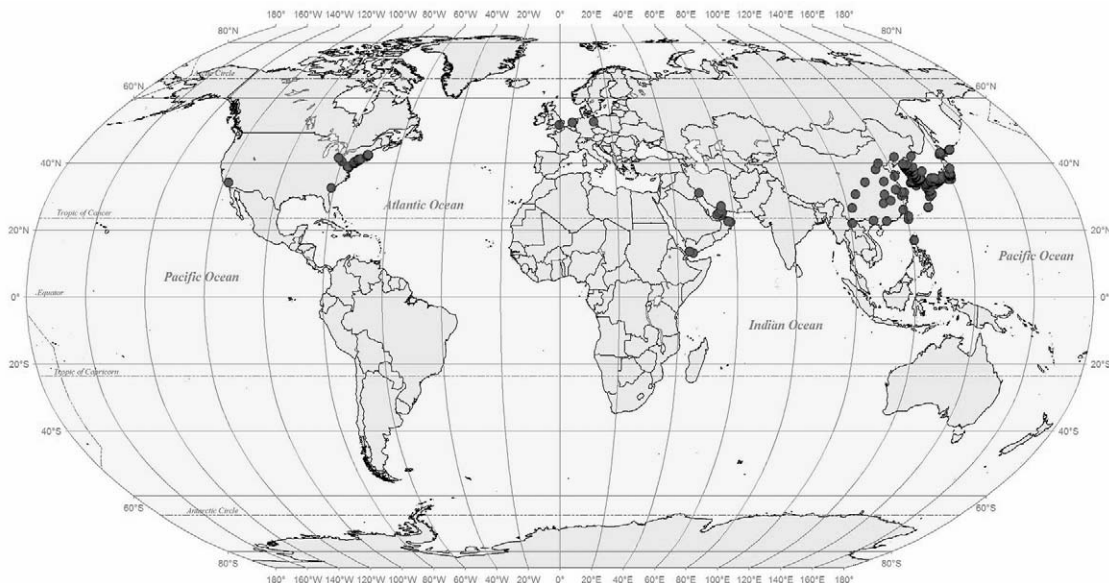 180° 160°W 140°W 120°W 100°W 80°W 60°W 40°W 20°W 0° 20°E 40°E 60°E 80°E 100°E 120°E 140°E 160°E 180°
80°N 80°N
Arctic Circle
60°N 60°N
40°N 40°N
Atlantic Ocean
Tropic of Cancer
20°N 20°N
Pacific Ocean Pacific Ocean
Equator
0° 0°
Indian Ocean
20°S 20°S
Tropic of Capricorn
40°S 40°S
60°S 60°S
Antarctic Circle
80°S 80°S
180° 160°W 140°W 120°W 100°W 80°W 60°W 40°W 20°W 0° 20°E 40°E 60°E 80°E 100°E 120°E 140°E 160°E 180°